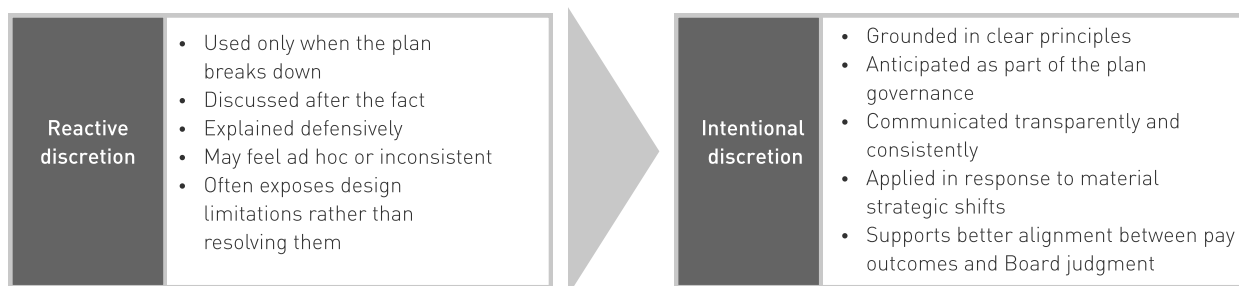 Reactive
discretion
• Used only when the plan
breaks down
• Discussed after the fact
• Explained defensively
• May feel ad hoc or inconsistent
• Often exposes design
limitations rather than
resolving them
Intentional
discretion
• Grounded in clear principles
• Anticipated as part of the plan
governance
• Communicated transparently and
consistently
• Applied in response to material
strategic shifts
• Supports better alignment between pay
outcomes and Board judgment